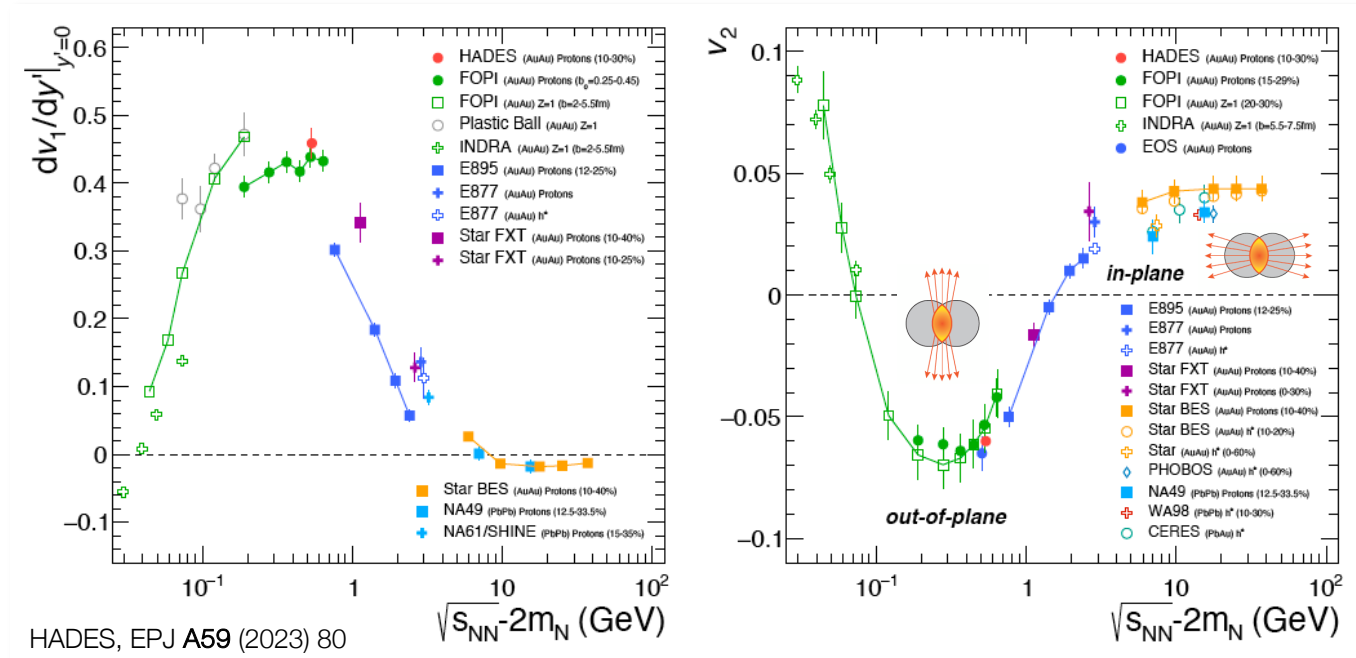 dv₁/dy'|y'=0
0.6
0.5
0.4
0.3
0.2
0.1
0
−0.1
HADES (AuAu) Protons (10-30%)
FOPI (AuAu) Protons (b₀=0.25-0.45)
FOPI (AuAu) Z=1 (b=2-5.5fm)
Plastic Ball (AuAu) Z=1
INDRA (AuAu) Z=1 (b=2-5.5fm)
E895 (AuAu) Protons (12-25%)
E877 (AuAu) Protons
E877 (AuAu) h⁺
Star FXT (AuAu) Protons (10-40%)
Star FXT (AuAu) Protons (10-25%)
Star BES (AuAu) Protons (10-40%)
NA49 (PbPb) Protons (12.5-33.5%)
NA61/SHINE (PbPb) Protons (15-35%)
10⁻¹
1
10
10²
√sNN-2mN (GeV)
HADES, EPJ A59 (2023) 80
v₂
0.1
0.05
0
−0.05
−0.1
HADES (AuAu) Protons (10-30%)
FOPI (AuAu) Protons (15-29%)
FOPI (AuAu) Z=1 (20-30%)
INDRA (AuAu) Z=1 (b=5.5-7.5fm)
EOS (AuAu) Protons
in-plane
out-of-plane
E895 (AuAu) Protons (12-25%)
E877 (AuAu) Protons
E877 (AuAu)
Star FXT (AuAu) Protons (10-40%)
Star FXT (AuAu) Protons (0-30%)
Star BES (AuAu) Protons (10-40%)
Star BES (AuAu) (10-20%)
Star (AuAu) (0-60%)
PHOBOS (AuAu) (0-60%)
NA49 (PbPb) Protons (12.5-33.5%)
WA98 (PbPb) (10-30%)
CERES (PbAu)
10⁻¹
1
10
10²
√sNN-2mN (GeV)